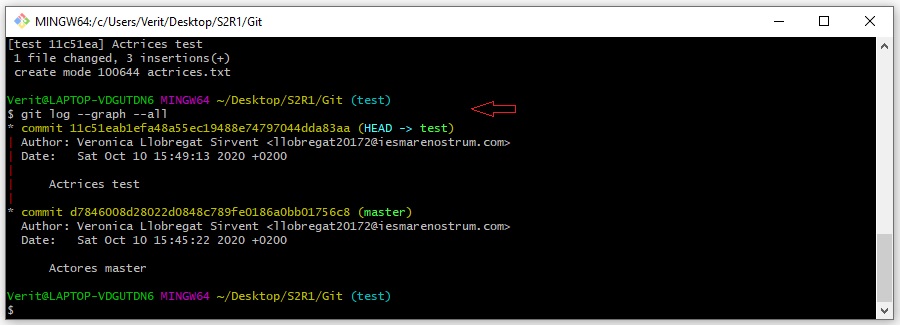 MINGW64:/c/Users/Verit/Desktop/S2R1/Git
[test 11c51ea] Actrices test
1 file changed, 3 insertions(+)
create mode 100644 actrices.txt
Verit@LAPTOP-VDGUTDN6 MINGW64 ~/Desktop/S2R1/Git (test)
$ git log --graph --all
* commit 11c51eab1efa48a55ec19488e74797044dda83aa (HEAD -> test)
| Author: Veronica Llobregat Sirvent <llobregat20172@iesmarenostrum.com>
| Date:   Sat Oct 10 15:49:13 2020 +0200
|
|     Actrices test
|
* commit d7846008d28022d0848c789fe0186a0bb01756c8 (master)
Author: Veronica Llobregat Sirvent <llobregat20172@iesmarenostrum.com>
Date:   Sat Oct 10 15:45:22 2020 +0200
Actores master
Verit@LAPTOP-VDGUTDN6 MINGW64 ~/Desktop/S2R1/Git (test)
$